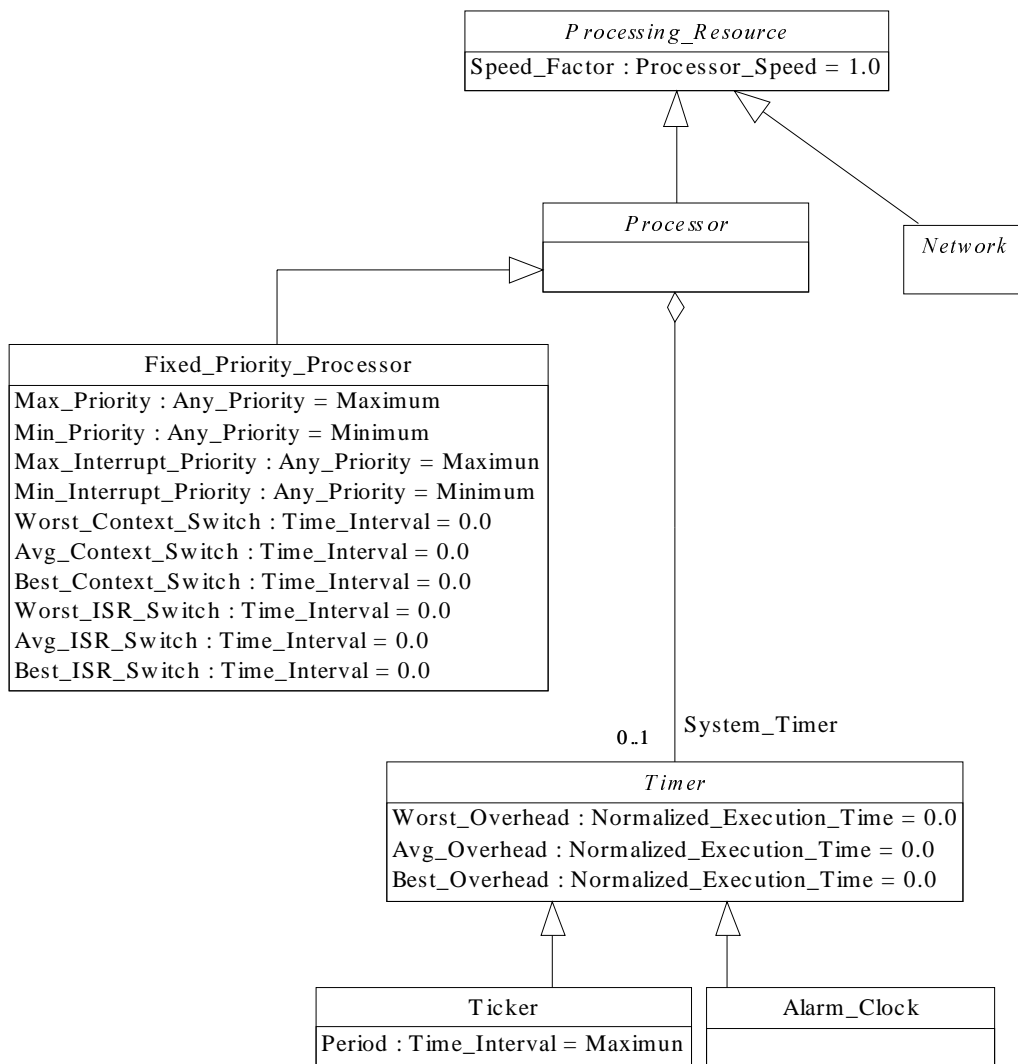 Processing_Resource
Speed_Factor : Processor_Speed = 1.0
Processor
Network
Fixed_Priority_Processor
Max_Priority : Any_Priority = Maximum
Min_Priority : Any_Priority = Minimum
Max_Interrupt_Priority : Any_Priority = Maximun
Min_Interrupt_Priority : Any_Priority = Minimum
Worst_Context_Switch : Time_Interval = 0.0
Avg_Context_Switch : Time_Interval = 0.0
Best_Context_Switch : Time_Interval = 0.0
Worst_ISR_Switch : Time_Interval = 0.0
Avg_ISR_Switch : Time_Interval = 0.0
Best_ISR_Switch : Time_Interval = 0.0
System_Timer
0..1
Timer
Worst_Overhead : Normalized_Execution_Time = 0.0
Avg_Overhead : Normalized_Execution_Time = 0.0
Best_Overhead : Normalized_Execution_Time = 0.0
Ticker
Period : Time_Interval = Maximun
Alarm_Clock